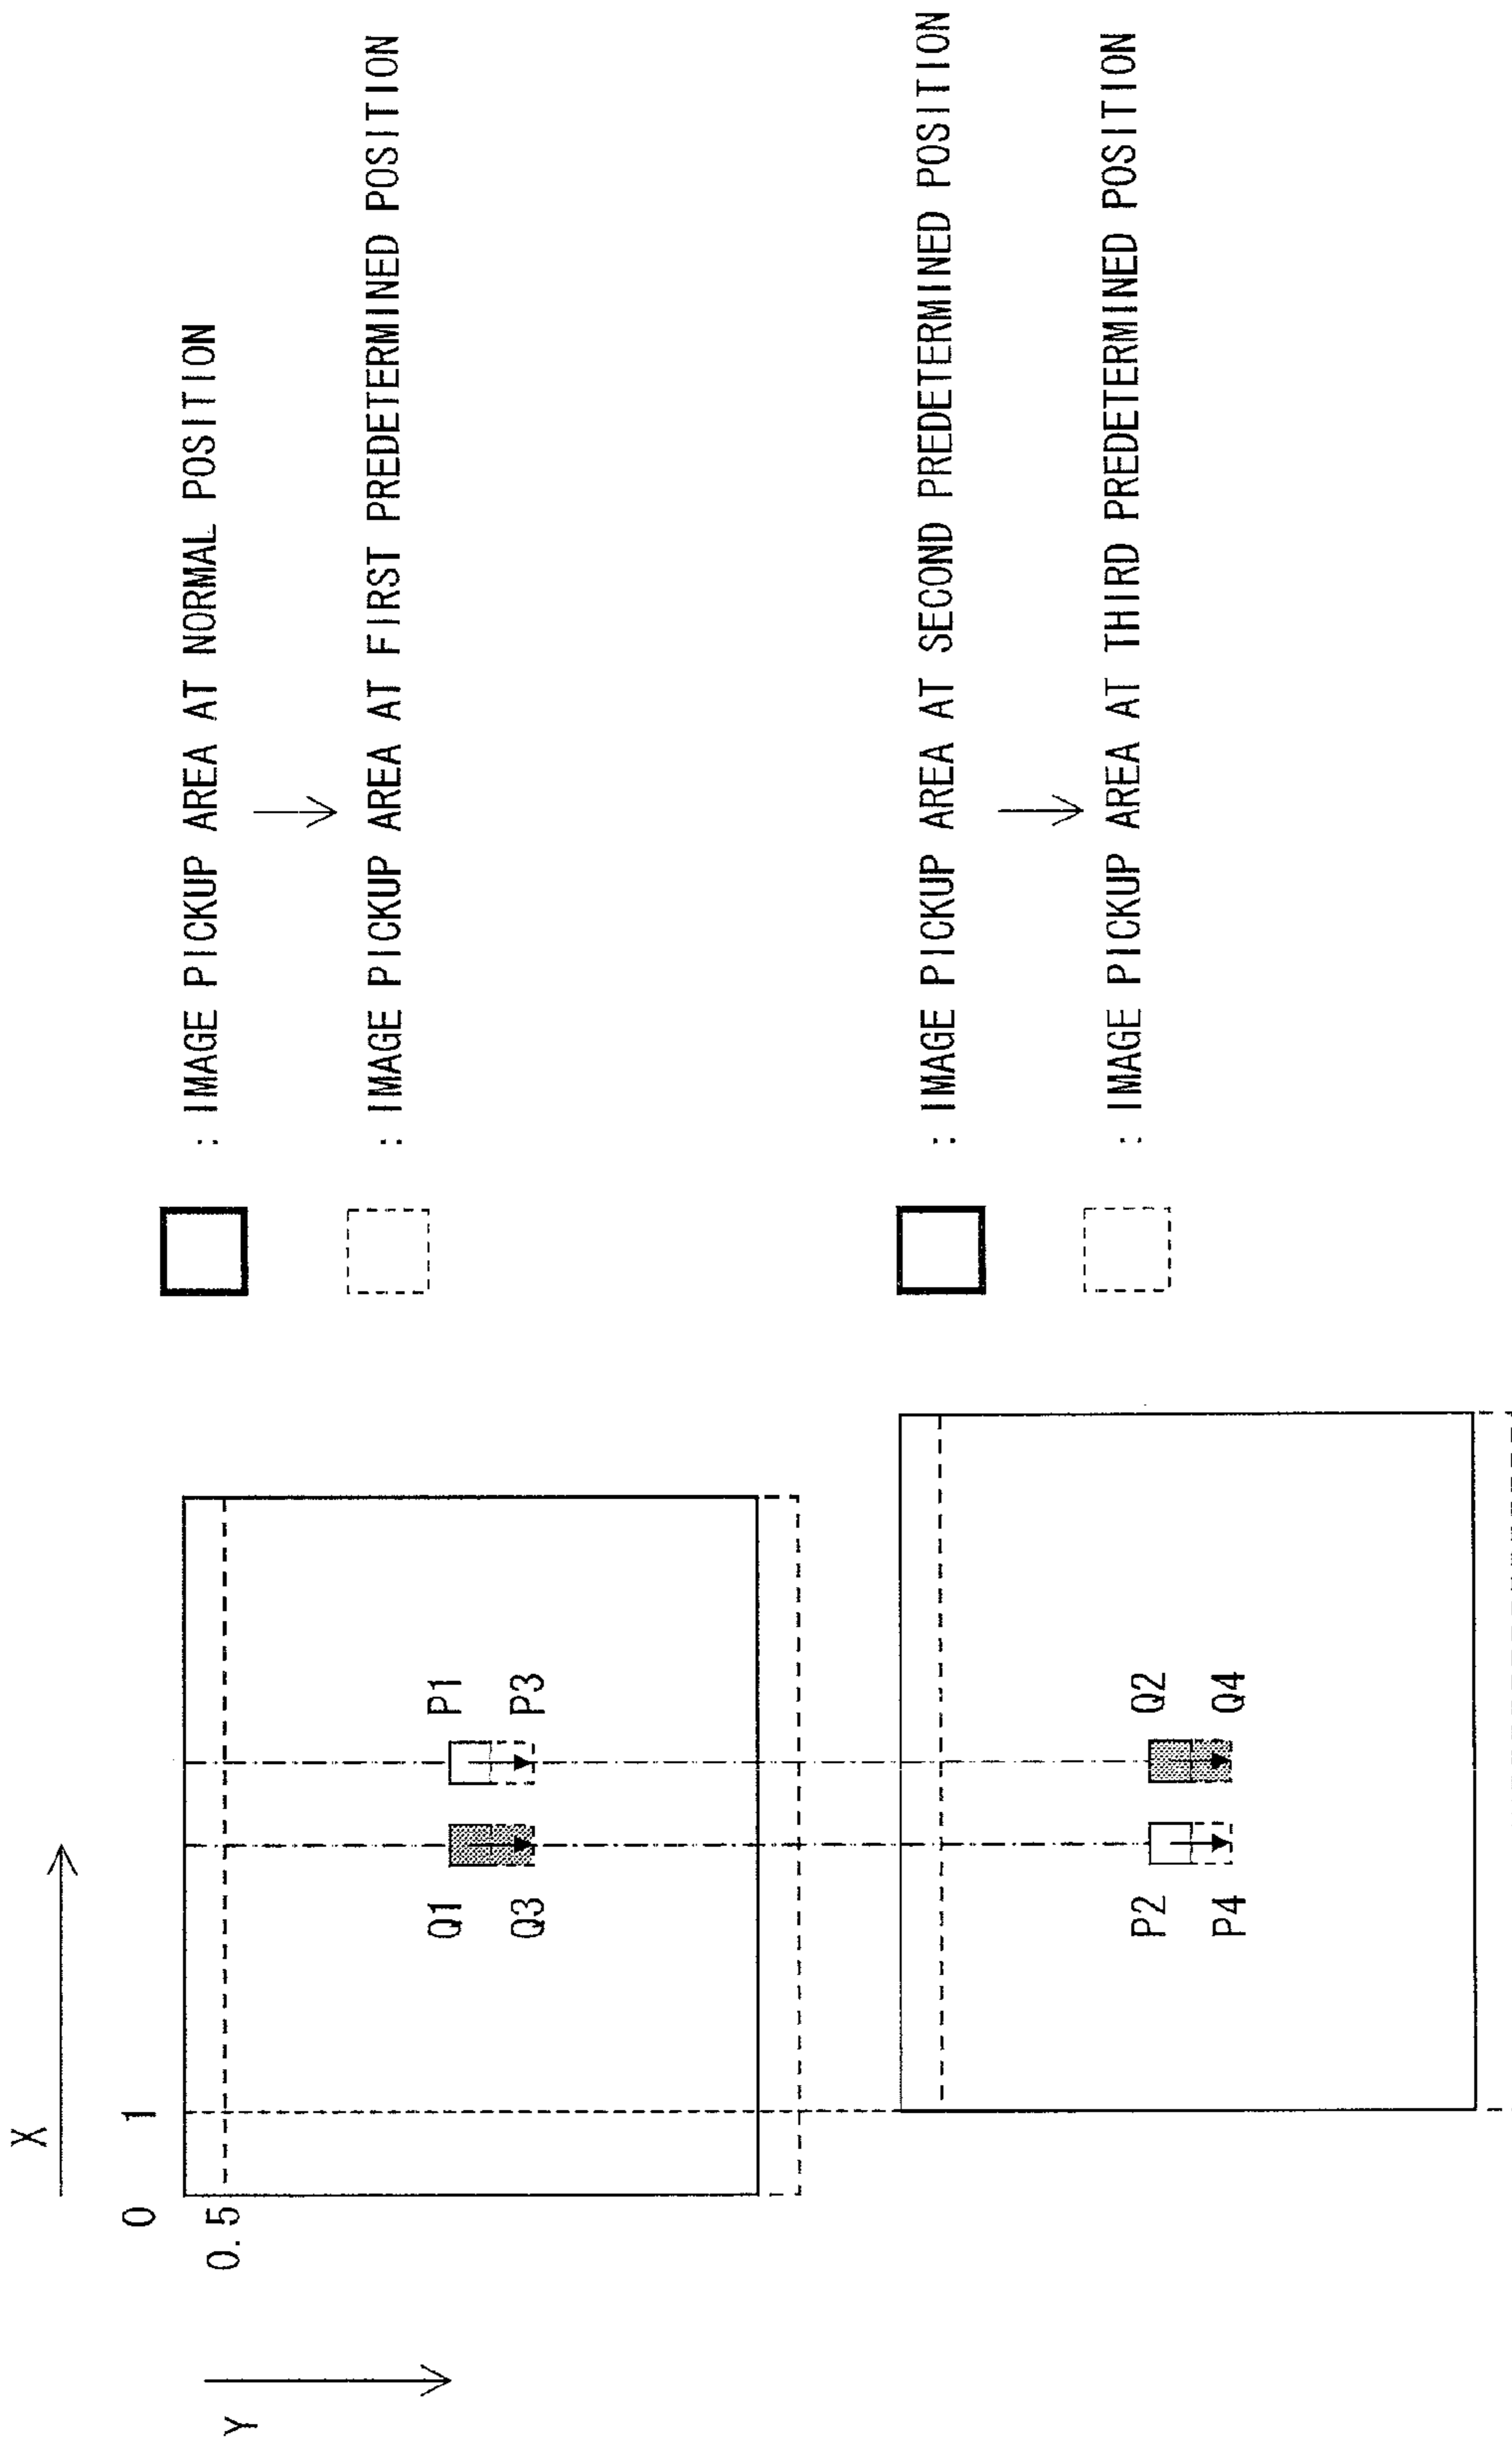 X
0 1
: IMAGE PICKUP AREA AT NORMAL POSITION
Y 0.5
: IMAGE PICKUP AREA AT FIRST PREDETERMINED POSITION
Q1 P1
Q3 P3
: IMAGE PICKUP AREA AT SECOND PREDETERMINED POSITION
: IMAGE PICKUP AREA AT THIRD PREDETERMINED POSITION
P2 Q2
P4 Q4